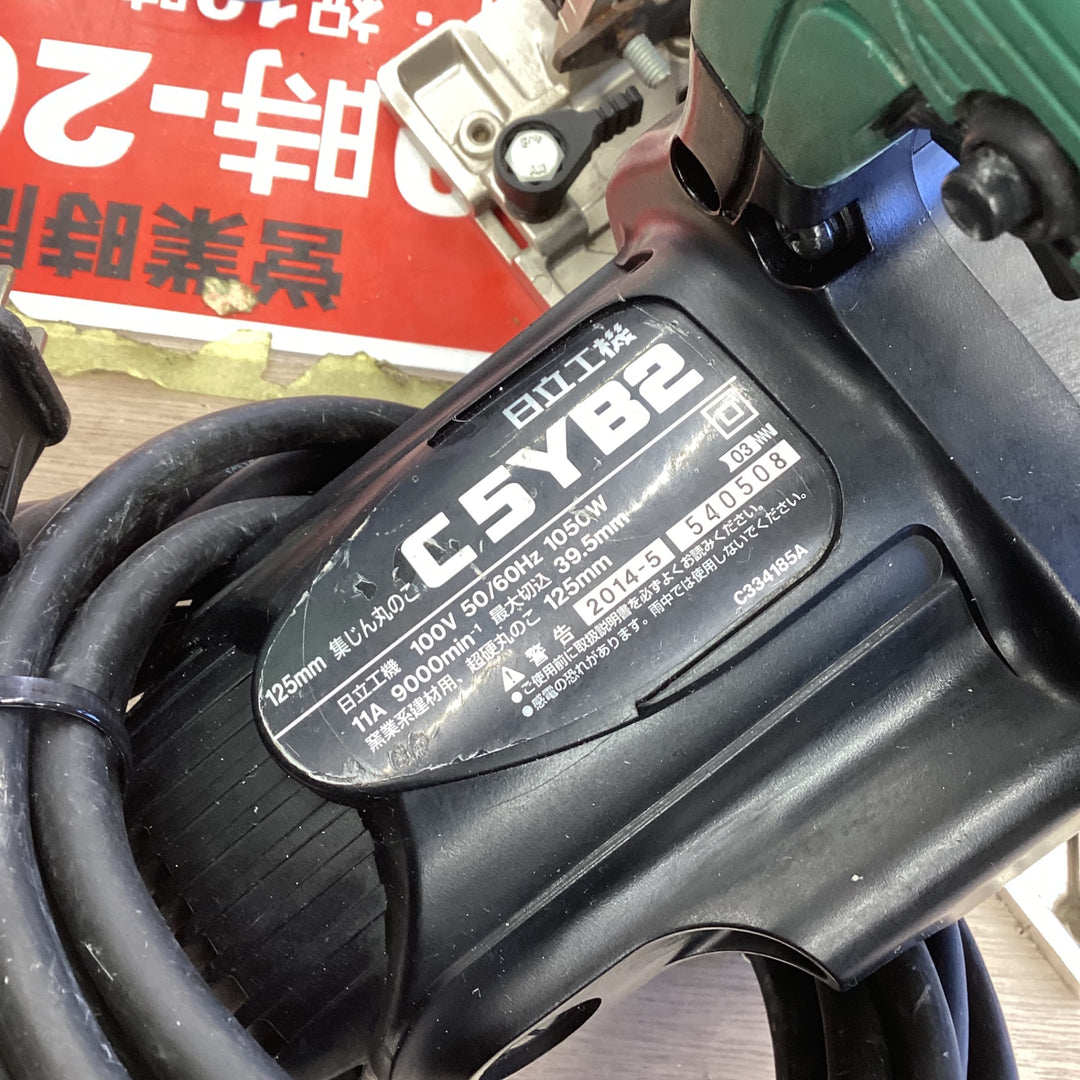 日立工機
C5YB2
125mm 集じん丸のこ
日立工機 100V 50/60Hz 1050W
11A 9000min⁻¹ 最大切込 39.5mm
窯業系建材用、超硬丸のこ 125mm
2014-5
03
540508
警告
●ご使用前に取扱説明書を必ずよくお読みください。
●感電の恐れがあります。雨中では使用しないでください。
C334185A
営業時間
時-2